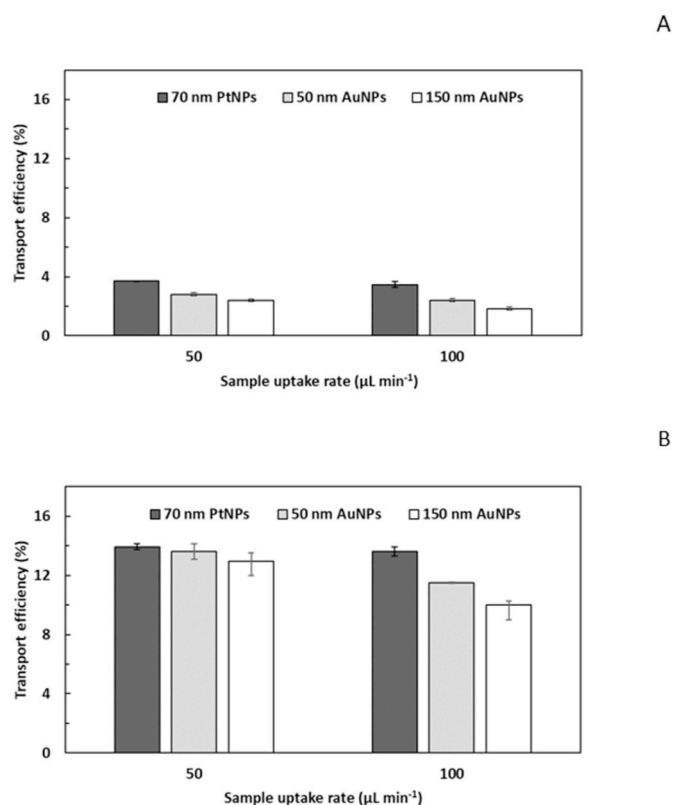 A
16
70 nm PtNPs 50 nm AuNPs 150 nm AuNPs
12
8
4
0
Transport efficiency (%)
50 100
Sample uptake rate (µL min⁻¹)
B
16
70 nm PtNPs 50 nm AuNPs 150 nm AuNPs
12
8
4
0
Transport efficiency (%)
50 100
Sample uptake rate (µL min⁻¹)